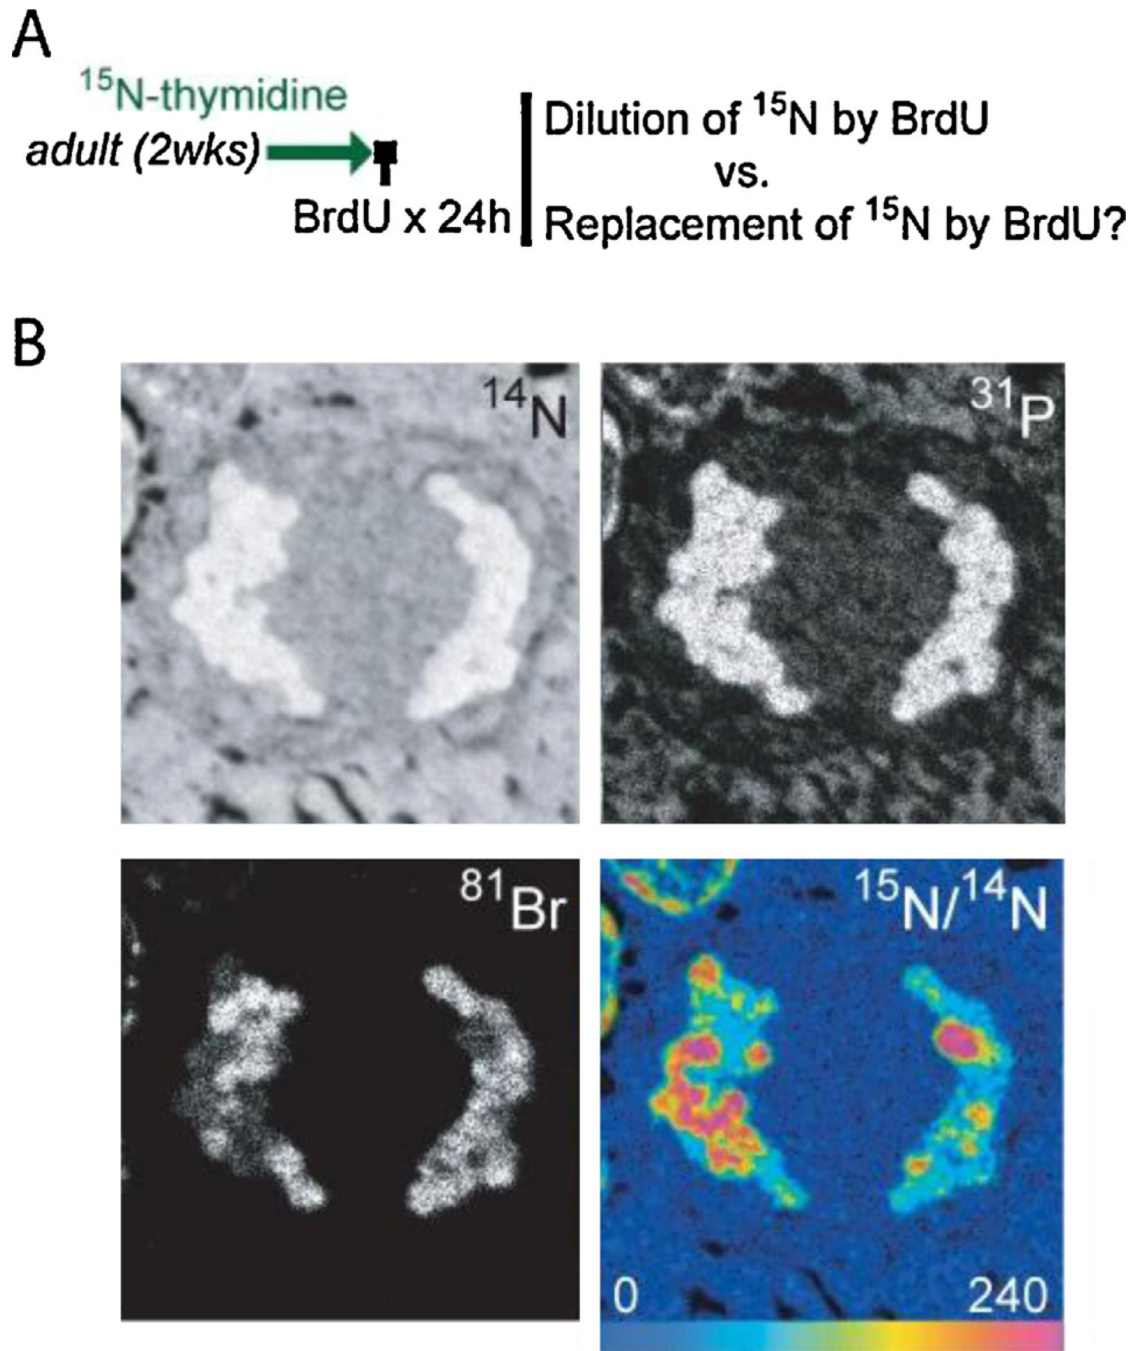 A
¹⁵N-thymidine
adult (2wks)
BrdU x 24h
Dilution of ¹⁵N by BrdU
vs.
Replacement of ¹⁵N by BrdU?
B
¹⁴N
³¹P
⁸¹Br
¹⁵N/¹⁴N
0 240